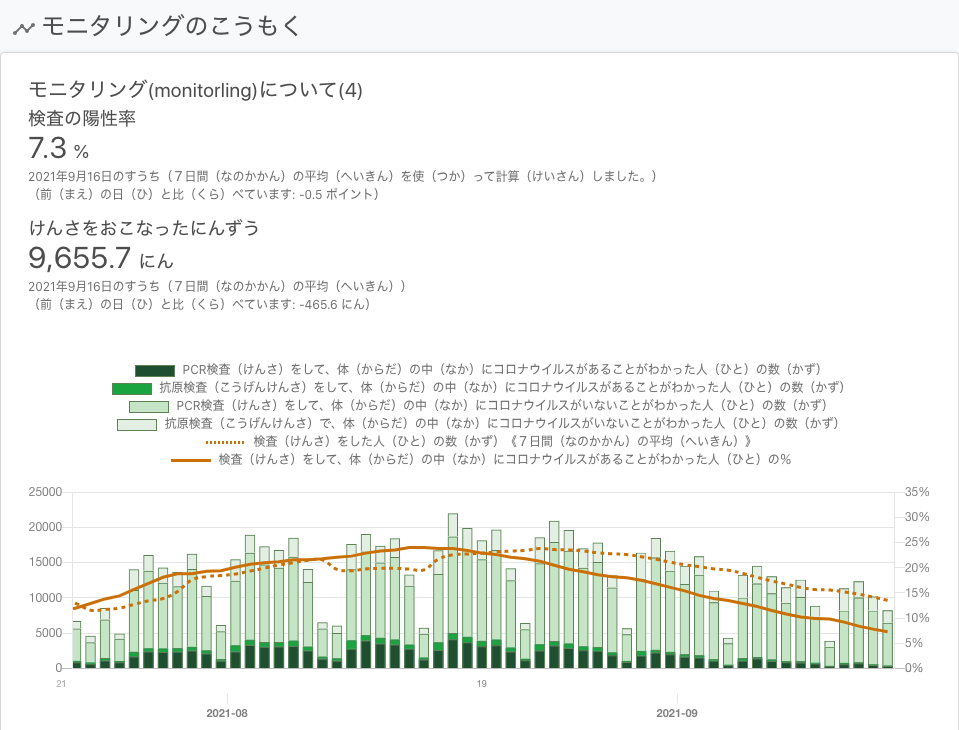 モニタリングのこうもく
モニタリング(monitorling)について(4)
検査の陽性率
7.3 %
2021年9月16日のすうち（７日間（なのかかん）の平均（へいきん）を使（つか）って計算（けいさん）しました。）
（前（まえ）の日（ひ）と比（くら）べています: -0.5 ポイント）
けんさをおこなったにんずう
9,655.7 にん
2021年9月16日のすうち（７日間（なのかかん）の平均（へいきん））
（前（まえ）の日（ひ）と比（くら）べています: -465.6 にん）
PCR検査（けんさ）をして、体（からだ）の中（なか）にコロナウイルスがあることがわかった人（ひと）の数（かず）
抗原検査（こうげんけんさ）をして、体（からだ）の中（なか）にコロナウイルスがあることがわかった人（ひと）の数（かず）
PCR検査（けんさ）をして、体（からだ）の中（なか）にコロナウイルスがいないことがわかった人（ひと）の数（かず）
抗原検査（こうげんけんさ）で、体（からだ）の中（なか）にコロナウイルスがいないことがわかった人（ひと）の数（かず）
検査（けんさ）をした人（ひと）の数（かず）《７日間（なのかかん）の平均（へいきん）》
検査（けんさ）をして、体（からだ）の中（なか）にコロナウイルスがあることがわかった人（ひと）の％
25000
20000
15000
10000
5000
0
35%
30%
25%
20%
15%
10%
5%
0%
21
19
2021-08
2021-09